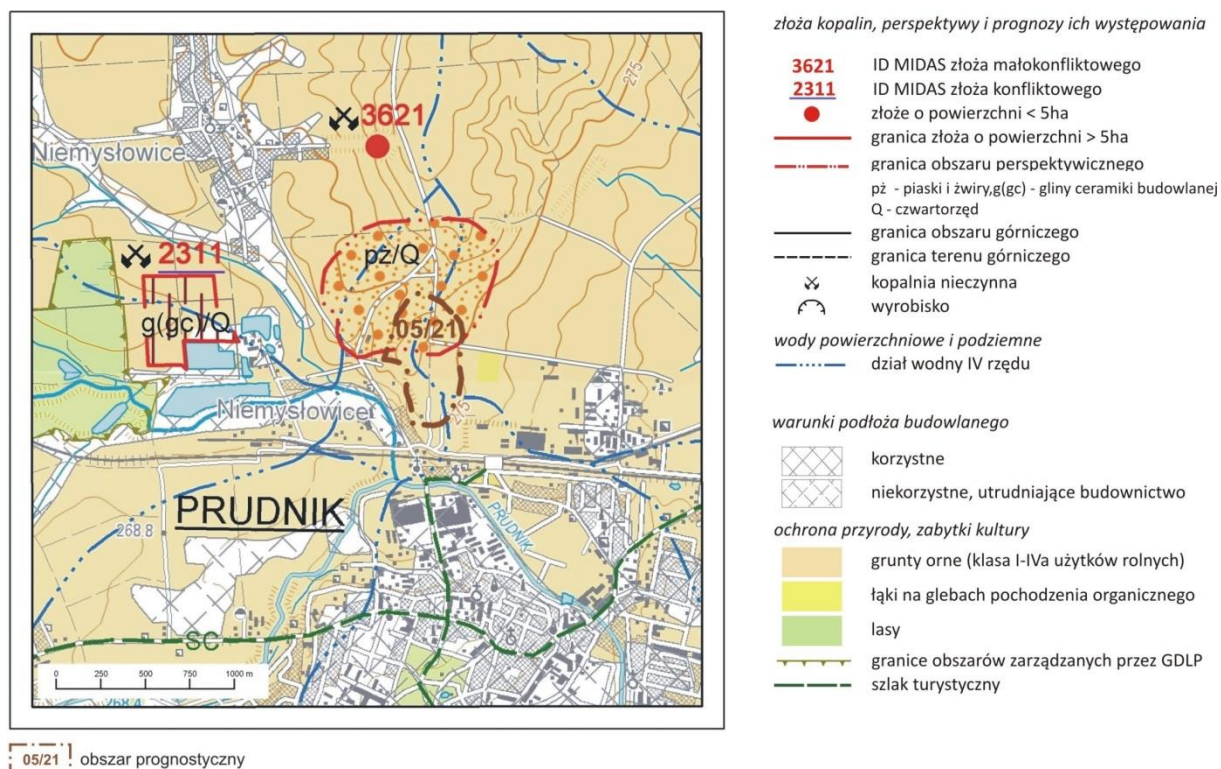 275
3621
Niemysłowice
2311
pż/Q
g(gc)/Q
05/21
Niemysłowice
275
PRUDNIK
268.8
PRUDNIK
SC
0 250 500 750 1000 m
268.4
05/21 obszar prognostyczny
złoża kopalin, perspektywy i prognozy ich występowania
3621 ID MIDAS złoża małokonfliktowego
2311 ID MIDAS złoża konfliktowego
złoże o powierzchni < 5ha
granica złoża o powierzchni > 5ha
granica obszaru perspektywicznego
pż - piaski i żwiry,g(gc) - gliny ceramiki budowlanej
Q - czwartorzęd
granica obszaru górniczego
granica terenu górniczego
kopalnia nieczynna
wyrobisko
wody powierzchniowe i podziemne
dział wodny IV rzędu
warunki podłoża budowlanego
korzystne
niekorzystne, utrudniające budownictwo
ochrona przyrody, zabytki kultury
grunty orne (klasa I-IVa użytków rolnych)
łąki na glebach pochodzenia organicznego
lasy
granice obszarów zarządzanych przez GDLP
szlak turystyczny